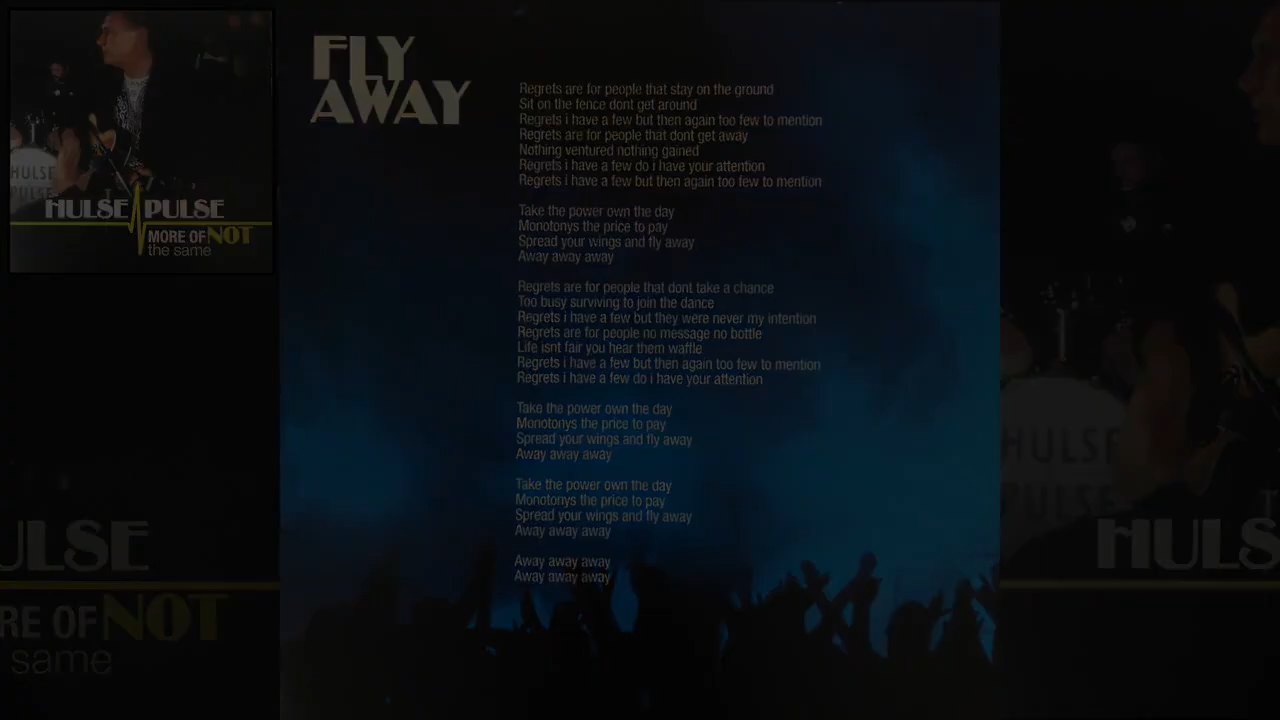 HULSE
PULSE
HULSE PULSE
MORE OF NOT
the same
FLY
AWAY
Regrets are for people that stay on the ground
Sit on the fence dont get around
Regrets i have a few but then again too few to mention
Regrets are for people that dont get away
Nothing ventured nothing gained
Regrets i have a few do i have your attention
Regrets i have a few but then again too few to mention
Take the power own the day
Monotonys the price to pay
Spread your wings and fly away
Away away away
Regrets are for people that dont take a chance
Too busy surviving to join the dance
Regrets i have a few but they were never my intention
Regrets are for people no message no bottle
Life isnt fair you hear them waffle
Regrets i have a few but then again too few to mention
Regrets i have a few do i have your attention
Take the power own the day
Monotonys the price to pay
Spread your wings and fly away
Away away away
Take the power own the day
Monotonys the price to pay
Spread your wings and fly away
Away away away
Away away away
Away away away
ULSE
RE OF NOT
same
HULSE
PULSE
HULS